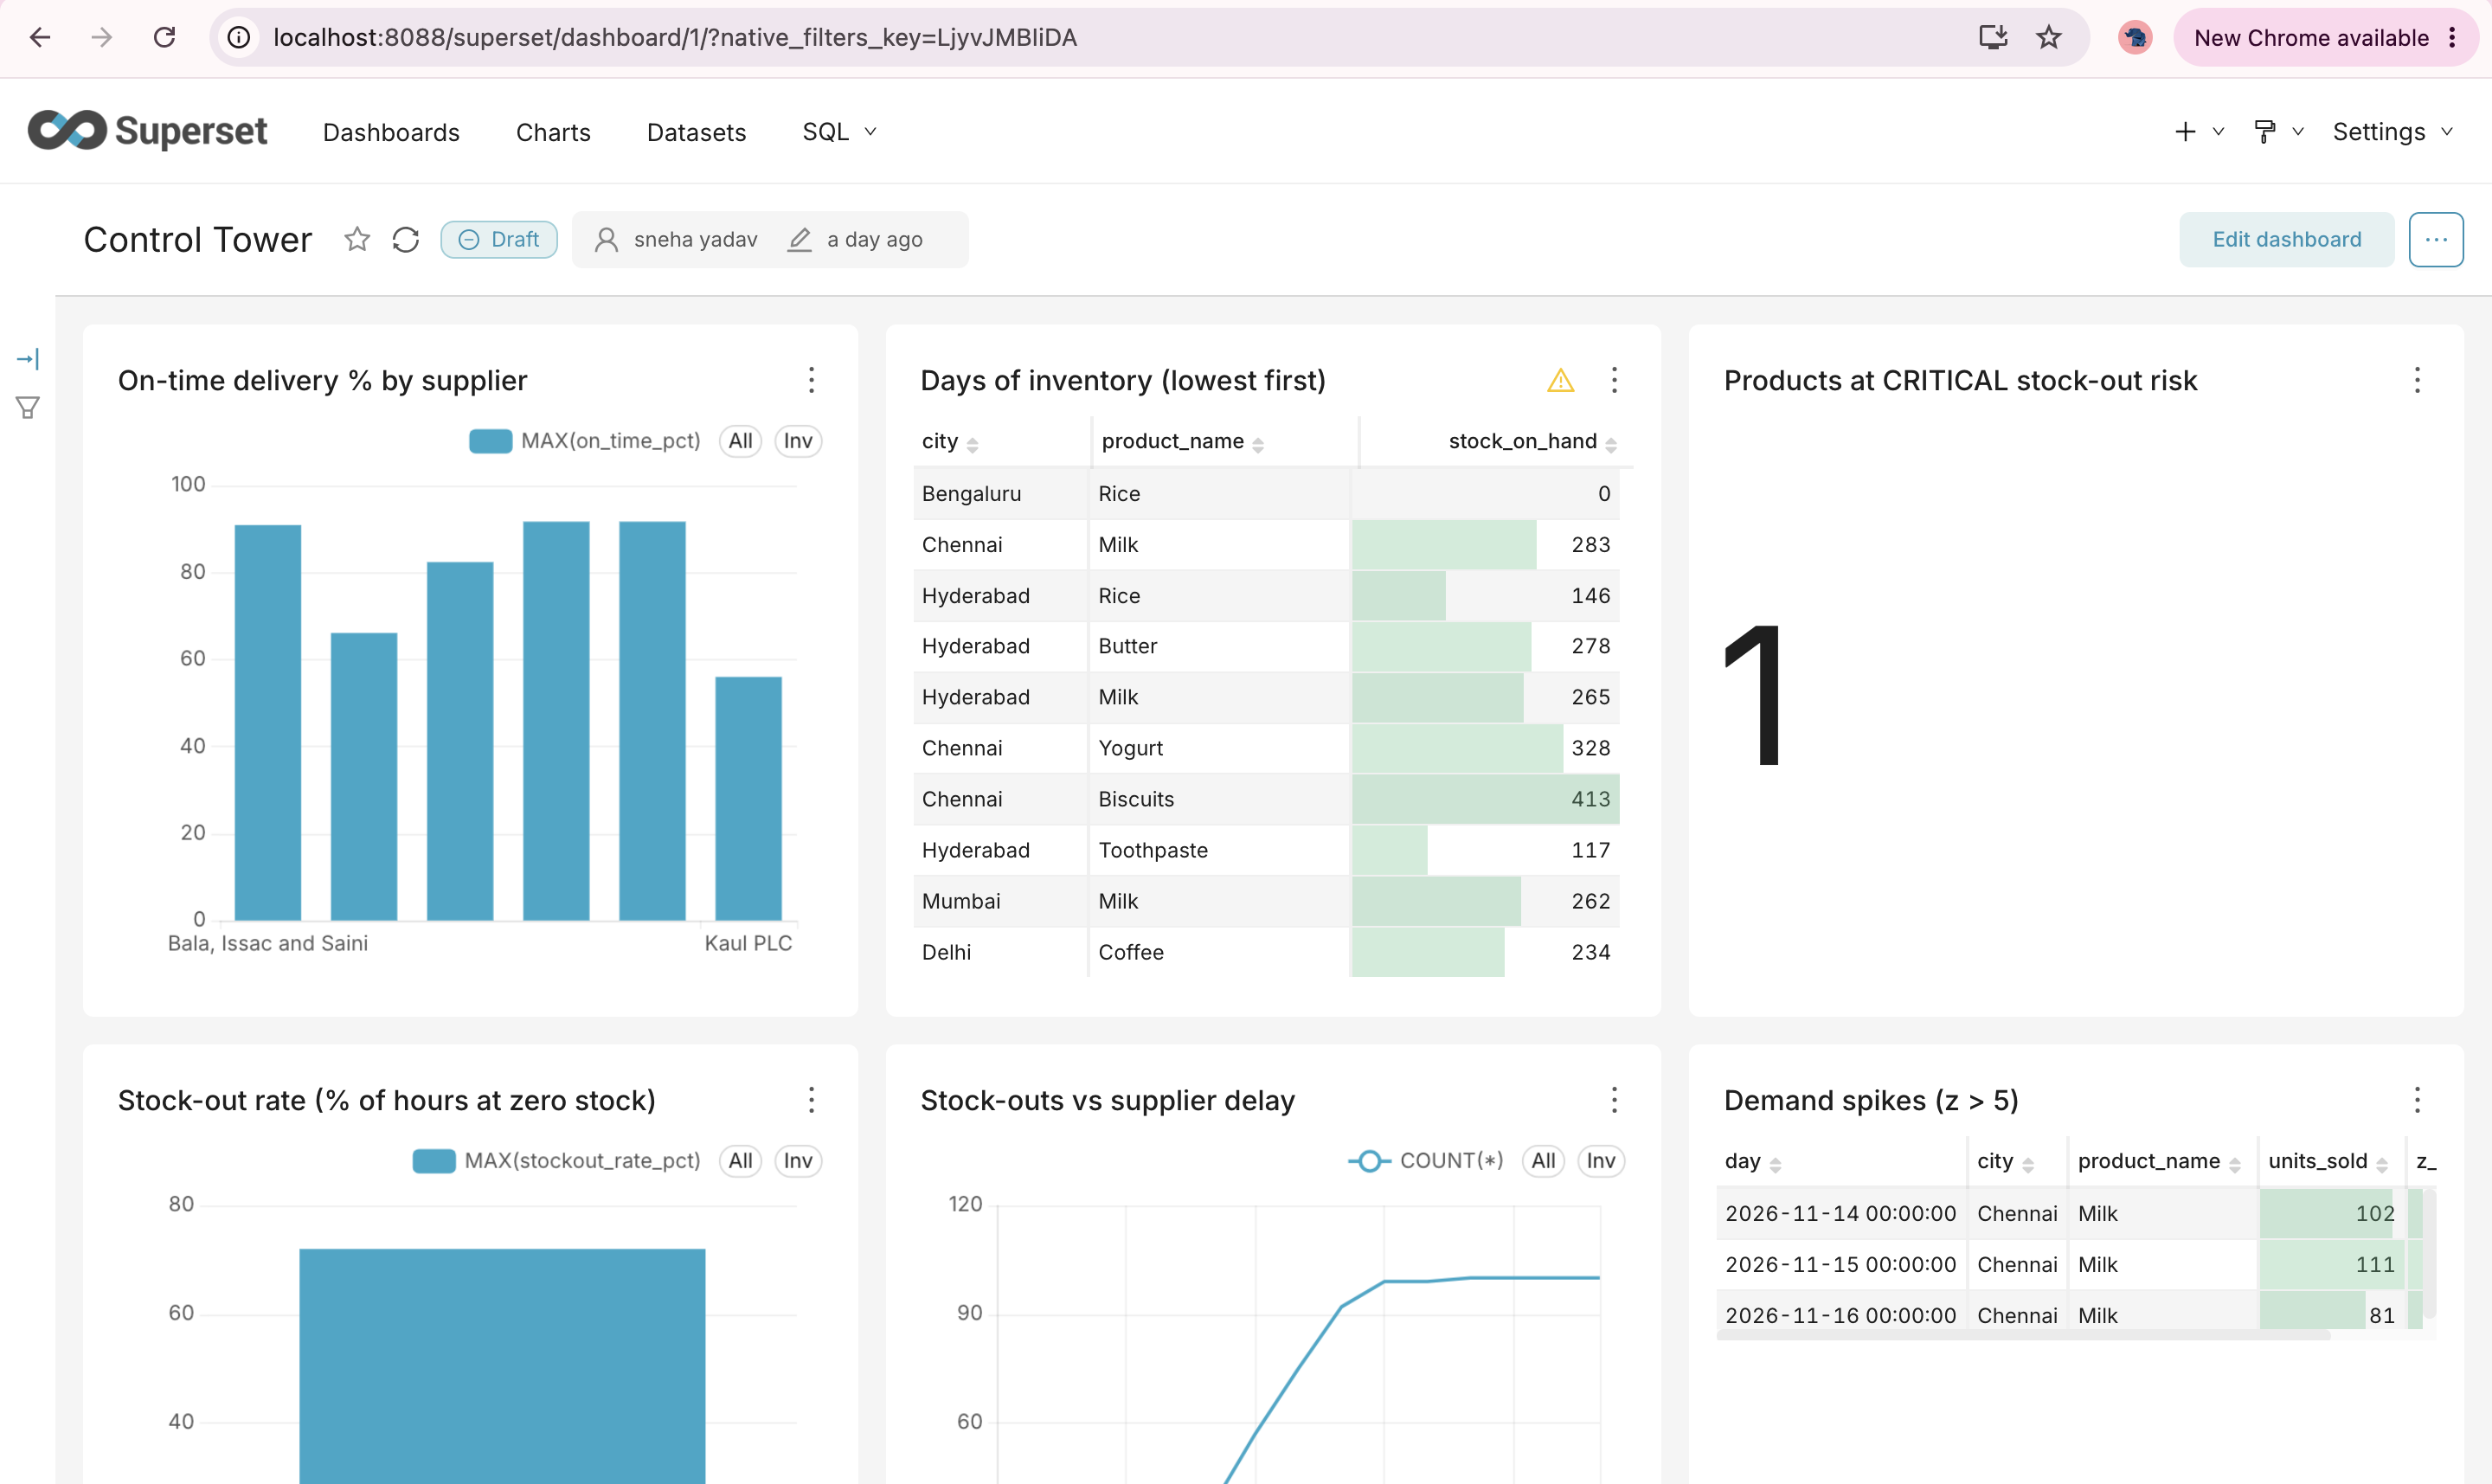 localhost:8088/superset/dashboard/1/?native_filters_key=LjyvJMBIiDA
New Chrome available
Superset
Dashboards
Charts
Datasets
SQL
Settings
Control Tower
Draft
sneha yadav
a day ago
Edit dashboard
On-time delivery % by supplier
MAX(on_time_pct) All Inv
100
80
60
40
20
0
Bala, Issac and Saini
Kaul PLC
Days of inventory (lowest first)
city product_name stock_on_hand
Bengaluru Rice 0
Chennai Milk 283
Hyderabad Rice 146
Hyderabad Butter 278
Hyderabad Milk 265
Chennai Yogurt 328
Chennai Biscuits 413
Hyderabad Toothpaste 117
Mumbai Milk 262
Delhi Coffee 234
Products at CRITICAL stock-out risk
1
Stock-out rate (% of hours at zero stock)
MAX(stockout_rate_pct) All Inv
80
60
40
Stock-outs vs supplier delay
COUNT(*) All Inv
120
90
60
Demand spikes (z > 5)
day city product_name units_sold z_
2026-11-14 00:00:00 Chennai Milk 102
2026-11-15 00:00:00 Chennai Milk 111
2026-11-16 00:00:00 Chennai Milk 81